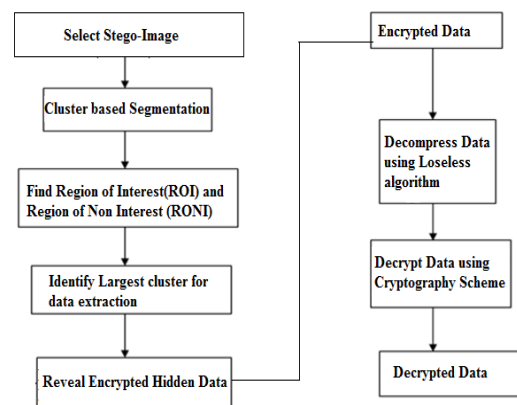 Select Stego-Image
Cluster based Segmentation
Find Region of Interest(ROI) and
Region of Non Interest (RONI)
Identify Largest cluster for
data extraction
Reveal Encrypted Hidden Data
Encrypted Data
Decompress Data
using Loseless
algorithm
Decrypt Data using
Cryptography Scheme
Decrypted Data